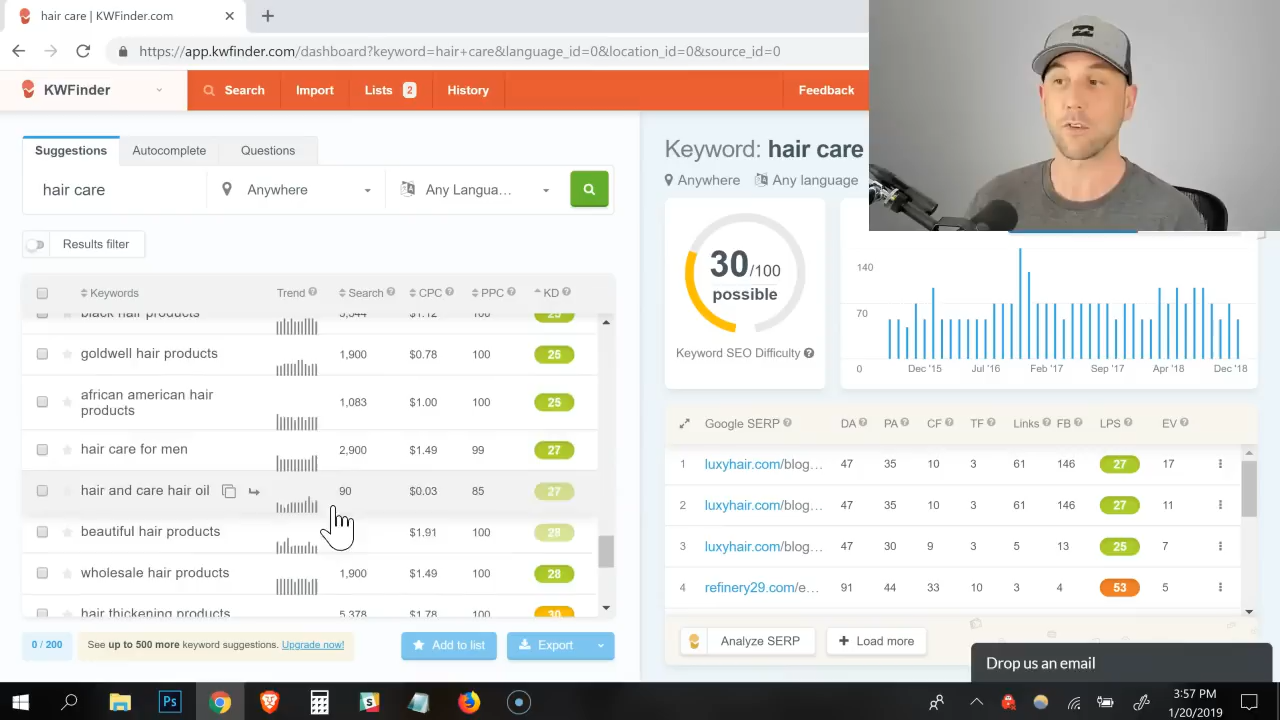 hair care | KWFinder.com
https://app.kwfinder.com/dashboard?keyword=hair+care&language_id=0&location_id=0&source_id=0
KWFinder Search Import Lists 2 History Feedback
Suggestions Autocomplete Questions
hair care Anywhere Any Langua...
Results filter
Keywords Trend Search CPC PPC KD
black hair products 3,544 $1.12 100 25
goldwell hair products 1,900 $0.78 100 25
african american hair
products 1,083 $1.00 100 25
hair care for men 2,900 $1.49 99 27
hair and care hair oil 90 $0.03 85 27
beautiful hair products $1.91 100 28
wholesale hair products 1,900 $1.49 100 28
hair thickening products 5,378 $1.78 100 30
0 / 200 See up to 500 more keyword suggestions. Upgrade now! Add to list Export
Keyword: hair care
Anywhere Any language
30/100
possible
Keyword SEO Difficulty
140
70
0 Dec '15 Jul '16 Feb '17 Sep '17 Apr '18 Dec '18
Google SERP DA PA CF TF Links FB LPS EV
1 luxyhair.com/blog... 47 35 10 3 61 146 27 17
2 luxyhair.com/blog... 47 35 10 3 61 146 27 11
3 luxyhair.com/blog... 47 30 9 3 5 13 25 7
4 refinery29.com/e... 91 44 33 10 3 4 53 5
Analyze SERP Load more
Drop us an email
Ps
3:57 PM
1/20/2019